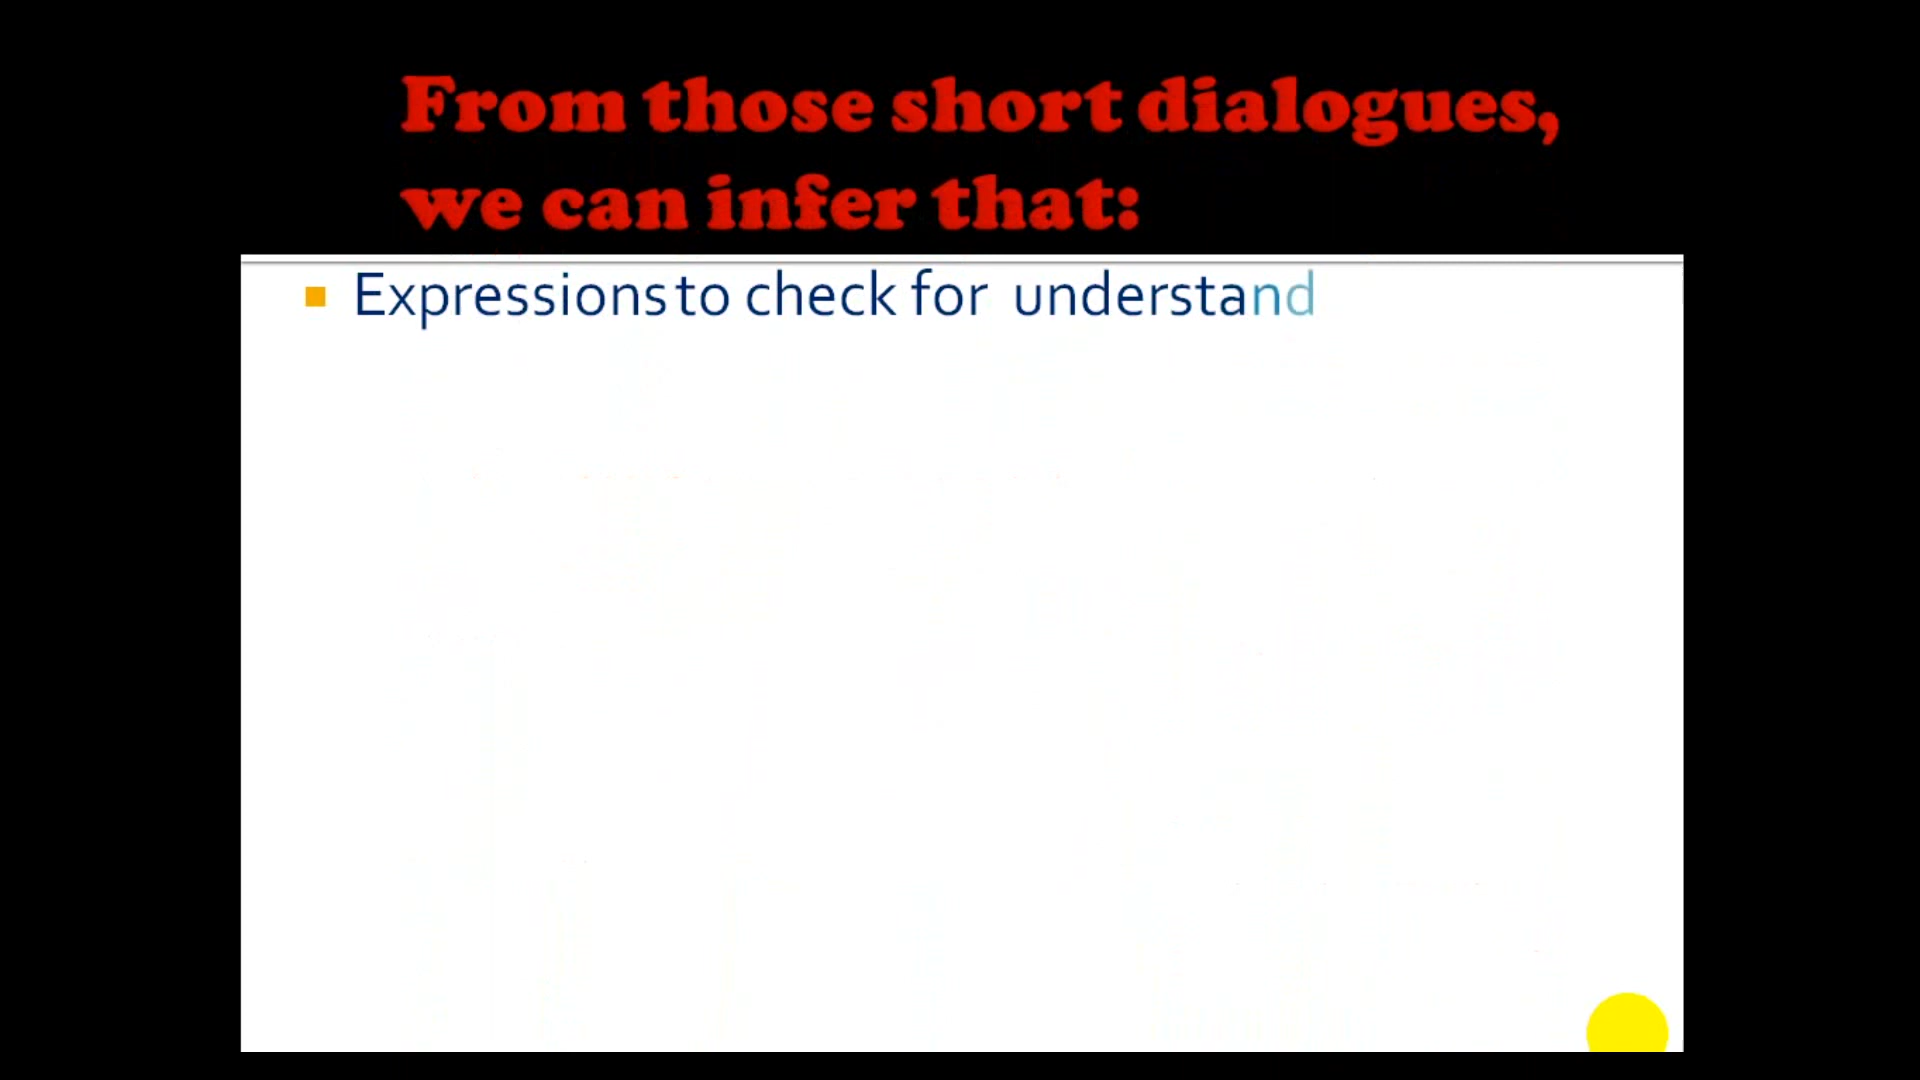 From those short dialogues,
we can infer that:
Expressions to check for understand